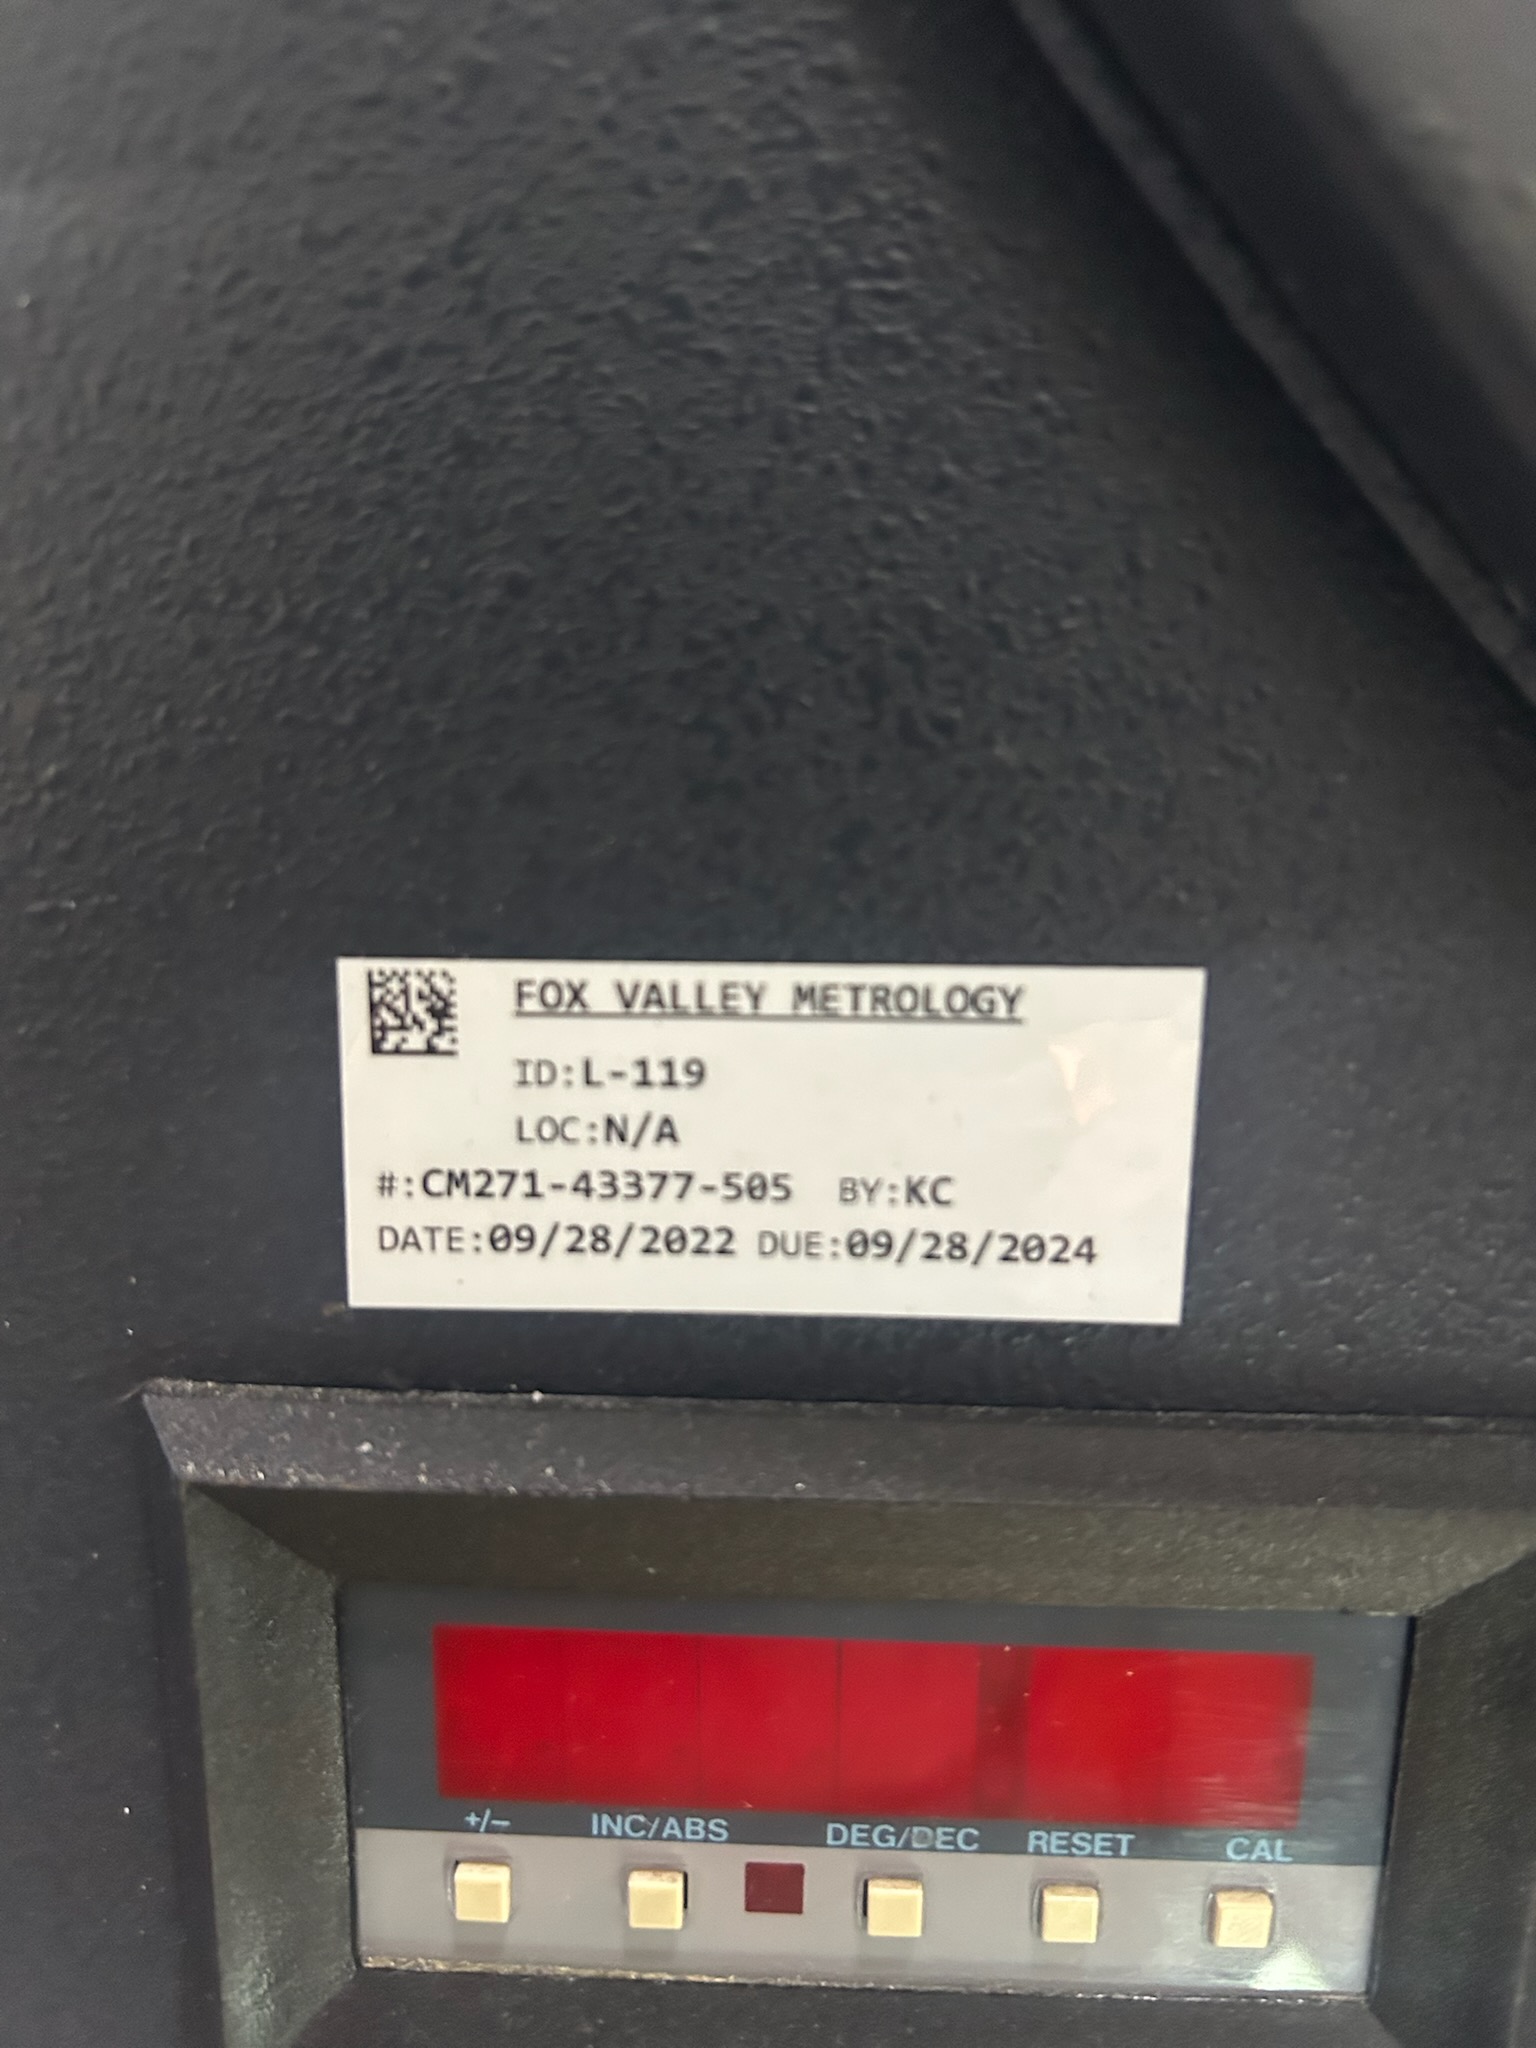 FOX VALLEY METROLOGY
ID:L-119
LOC:N/A
#:CM271-43377-505 BY:KC
DATE:09/28/2022 DUE:09/28/2024
+/− INC/ABS DEG/DEC RESET CAL